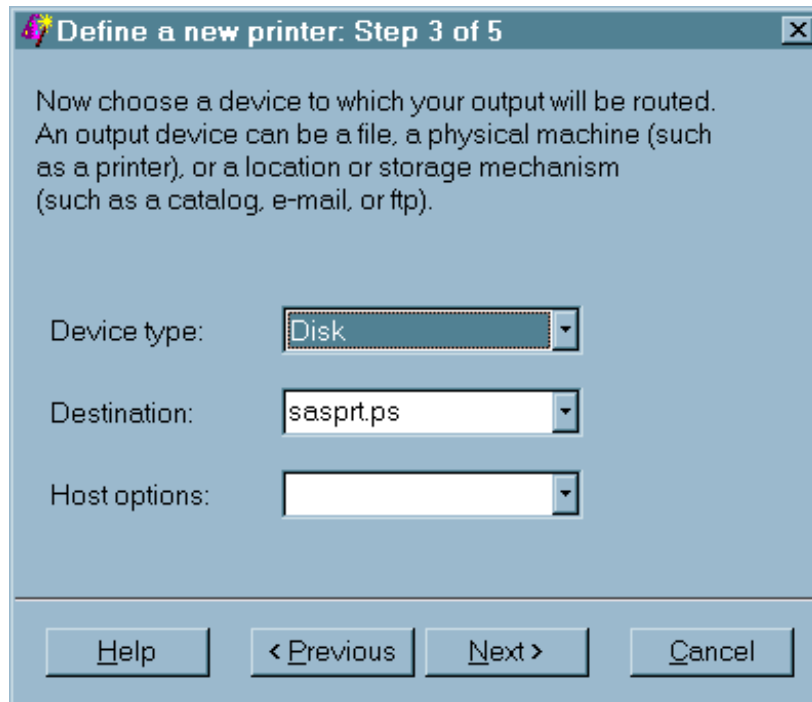 Define a new printer: Step 3 of 5
Now choose a device to which your output will be routed.
An output device can be a file, a physical machine (such
as a printer), or a location or storage mechanism
(such as a catalog, e-mail, or ftp).
Device type: Disk
Destination: sasprt.ps
Host options:
Help < Previous Next > Cancel